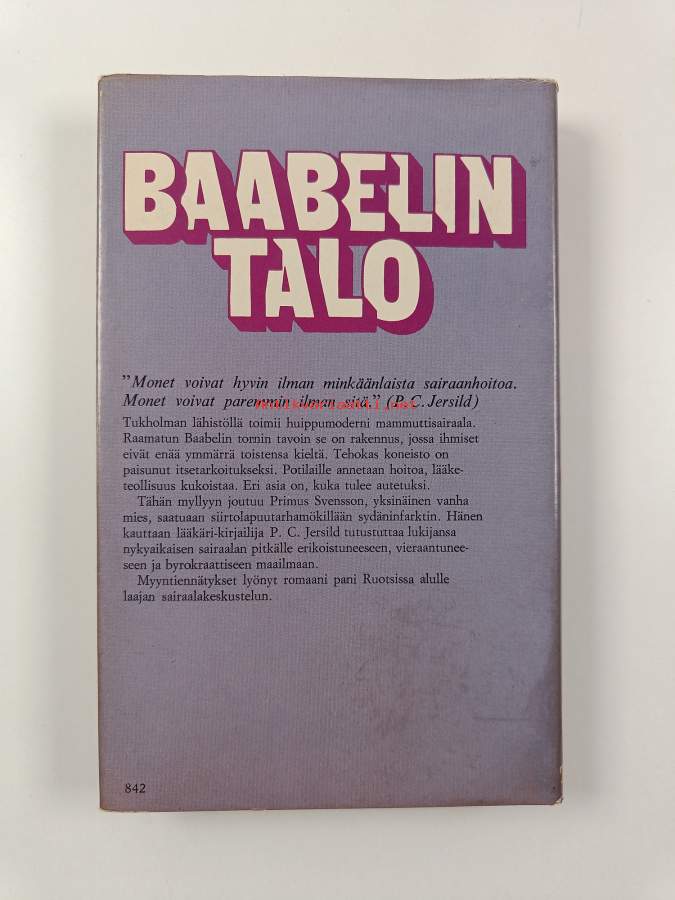 BAABELIN
TALO
"Monet voivat hyvin ilman minkäänlaista sairaanhoitoa.
Monet voivat paremmin ilman sitä." (P. C. Jersild)
Tukholman lähistöllä toimii huippumoderni mammuttisairaala.
Raamatun Baabelin tornin tavoin se on rakennus, jossa ihmiset
eivät enää ymmärrä toistensa kieltä. Tehokas koneisto on
paisunut itsetarkoitukseksi. Potilaille annetaan hoitoa, lääke-
teollisuus kukoistaa. Eri asia on, kuka tulee autetuksi.
Tähän myllyyn joutuu Primus Svensson, yksinäinen vanha
mies, saatuaan siirtolapuutarhamökillään sydäninfarktin. Hänen
kauttaan lääkäri-kirjailija P. C. Jersild tutustuttaa lukijansa
nykyaikaisen sairaalan pitkälle erikoistuneeseen, vieraantunee-
seen ja byrokraattiseen maailmaan.
Myyntiennätykset lyönyt romaani pani Ruotsissa alulle
laajan sairaalakeskustelun.
842